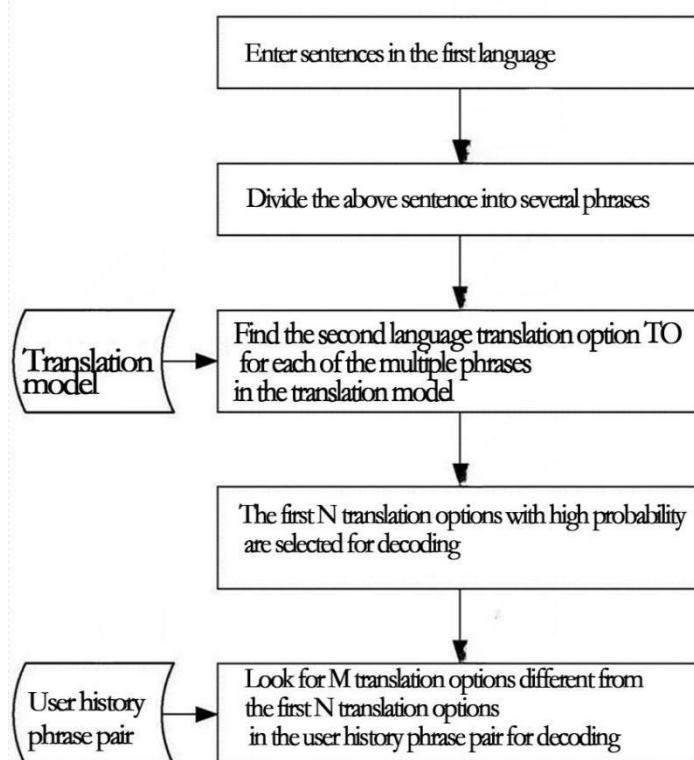 Enter sentences in the first language
Divide the above sentence into several phrases
Translation
model
Find the second language translation option TO
for each of the multiple phrases
in the translation model
The first N translation options with high probability
are selected for decoding
User history
phrase pair
Look for M translation options different from
the first N translation options
in the user history phrase pair for decoding